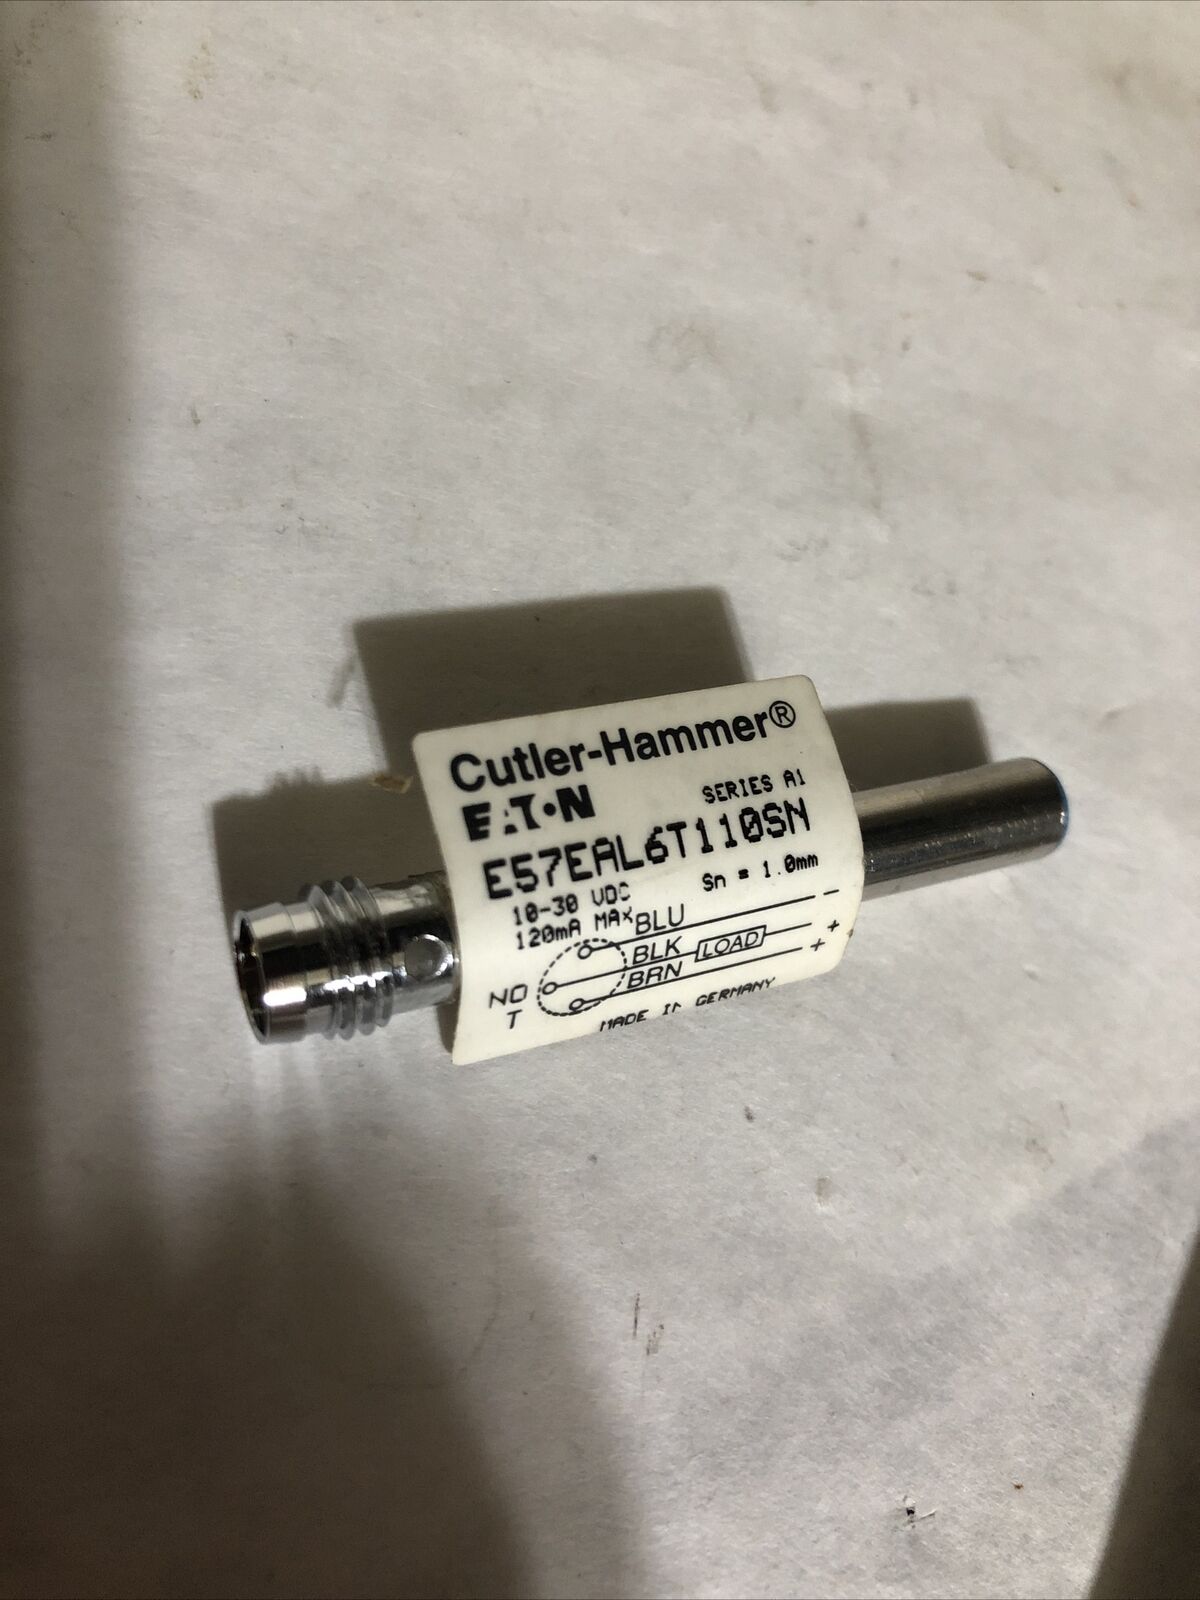 Cutler-Hammer®
EAT•N
SERIES A1
E57EAL6T110SN
10-30 VDC
Sn = 1.0mm
120mA MAX
BLU -
BLK LOAD +
BRN +
NO
T
MADE IN GERMANY